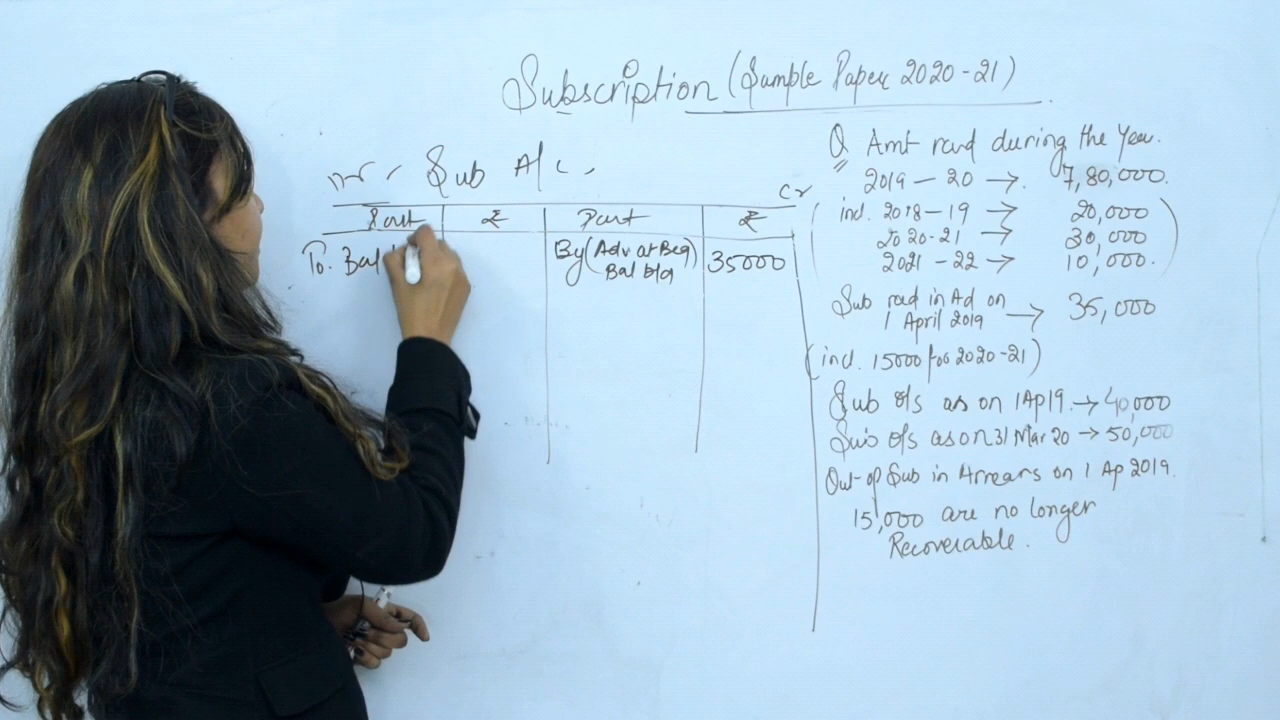 Subscription (Sample Paper 2020-21)
Sub A/c.
Cr
Part ₹ Part ₹
To. Bal By (Adv at Beg) Bal b/d 35000
Q Amt recd during the Year.
2019-20 → 7,80,000.
(incl. 2018-19 → 20,000
2020-21 → 30,000
2021-22 → 10,000.)
Sub recd in Ad on
1 April 2019 → 35,000
(incl. 15000 for 2020-21)
Sub o/s as on 1 Ap 19. → 40,000
Sub o/s as on 31 Mar 20 → 50,000
Out-of Sub in Arrears on 1 Ap 2019.
15,000 are no longer
Recoverable.